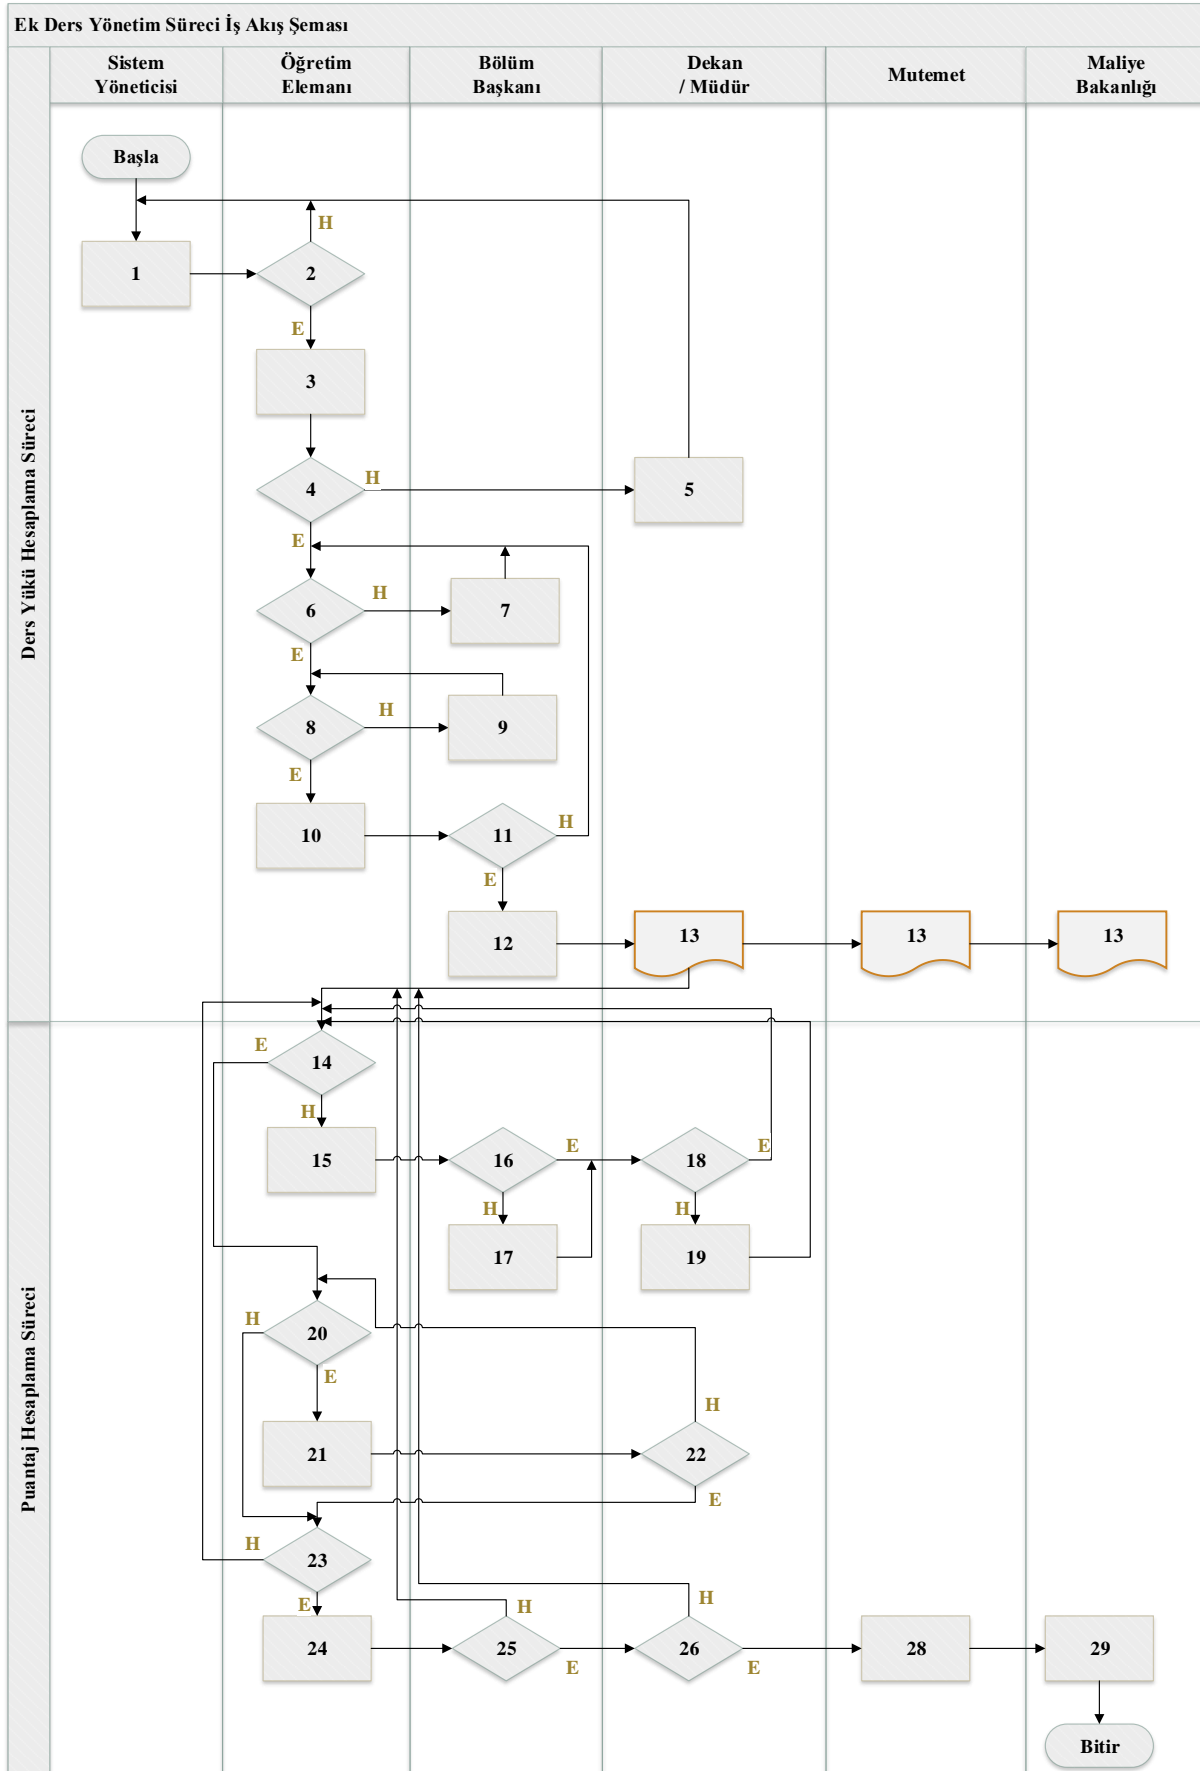 Ek Ders Yönetim Süreci İş Akış Şeması
Sistem
Yöneticisi
Öğretim
Elemanı
Bölüm
Başkanı
Dekan
/ Müdür
Mutemet
Maliye
Bakanlığı
Ders Yükü Hesaplama Süreci
Başla
H
1
2
E
3
H
4
5
E
H
6
7
E
H
8
9
E
10
11
H
E
12
13
13
13
Puantaj Hesaplama Süreci
E
14
H
15
16
E
18
E
H
H
17
19
H
20
E
H
21
22
E
H
23
E
H
H
24
25
E
26
E
28
29
Bitir